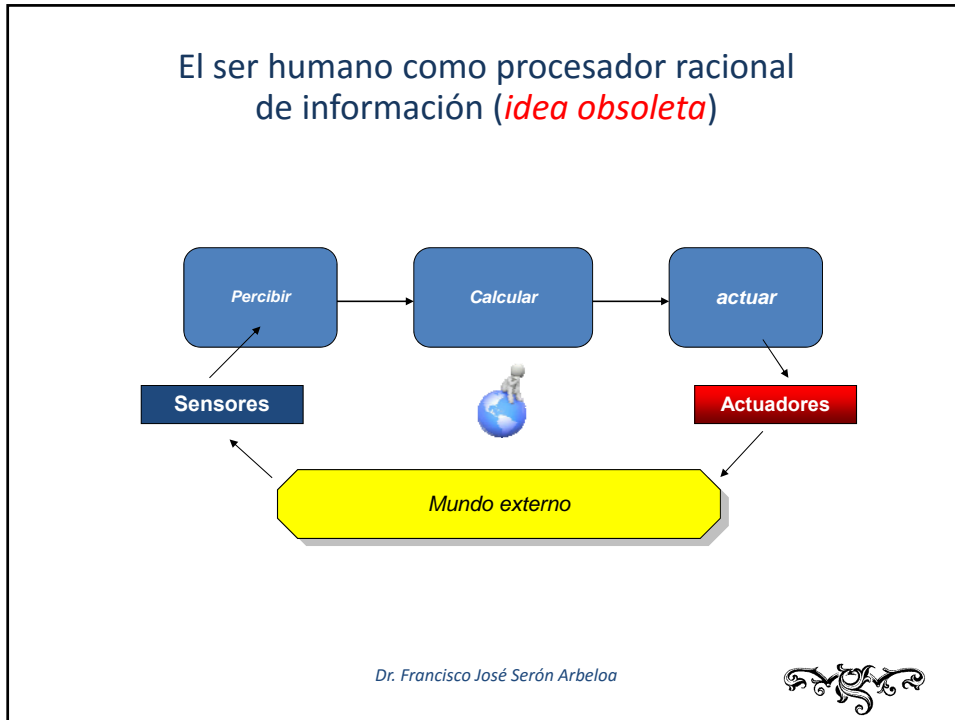 El ser humano como procesador racional
de información (idea obsoleta)
Percibir
Calcular
actuar
Sensores
Actuadores
Mundo externo
Dr. Francisco José Serón Arbeloa